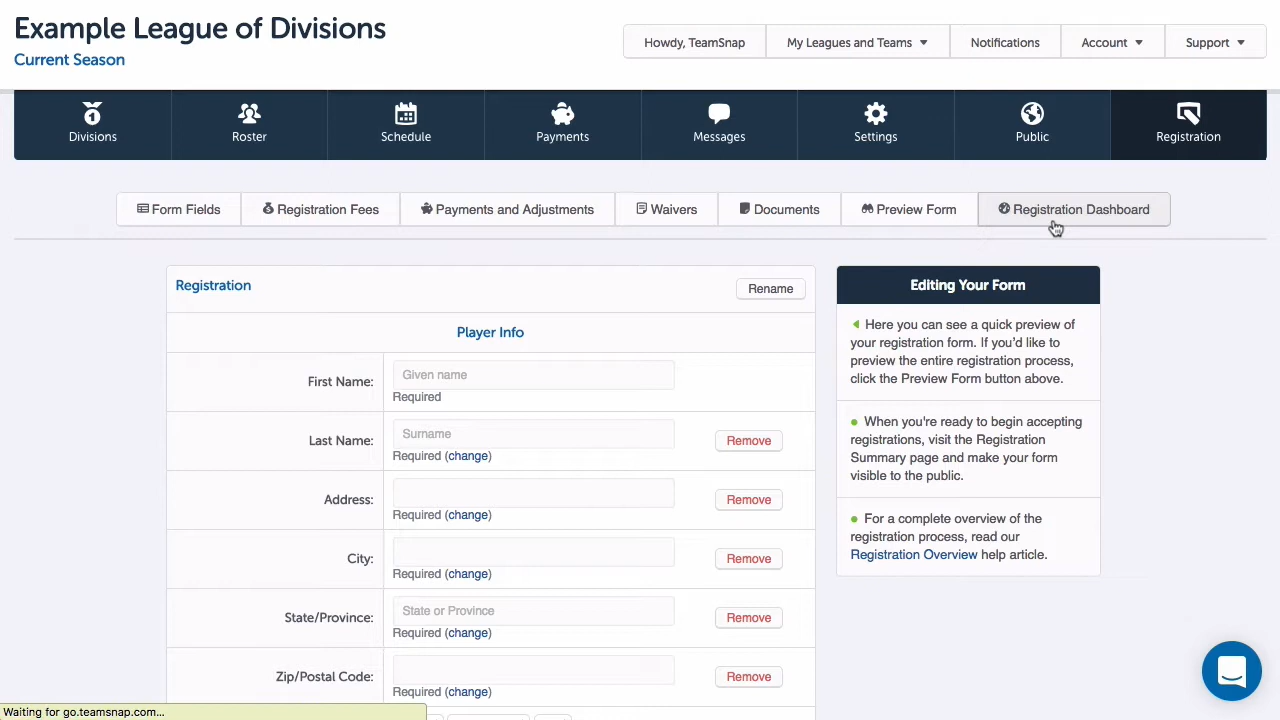 Example League of Divisions
Current Season
Howdy, TeamSnap
My Leagues and Teams
Notifications
Account
Support
Divisions
Roster
Schedule
Payments
Messages
Settings
Public
Registration
Form Fields
Registration Fees
Payments and Adjustments
Waivers
Documents
Preview Form
Registration Dashboard
Registration
Rename
Player Info
First Name:
Given name
Required
Last Name:
Surname
Required (change)
Remove
Address:
Required (change)
Remove
City:
Required (change)
Remove
State/Province:
State or Province
Required (change)
Remove
Zip/Postal Code:
Required (change)
Remove
Editing Your Form
Here you can see a quick preview of
your registration form. If you'd like to
preview the entire registration process,
click the Preview Form button above.
When you're ready to begin accepting
registrations, visit the Registration
Summary page and make your form
visible to the public.
For a complete overview of the
registration process, read our
Registration Overview help article.
Waiting for go.teamsnap.com...